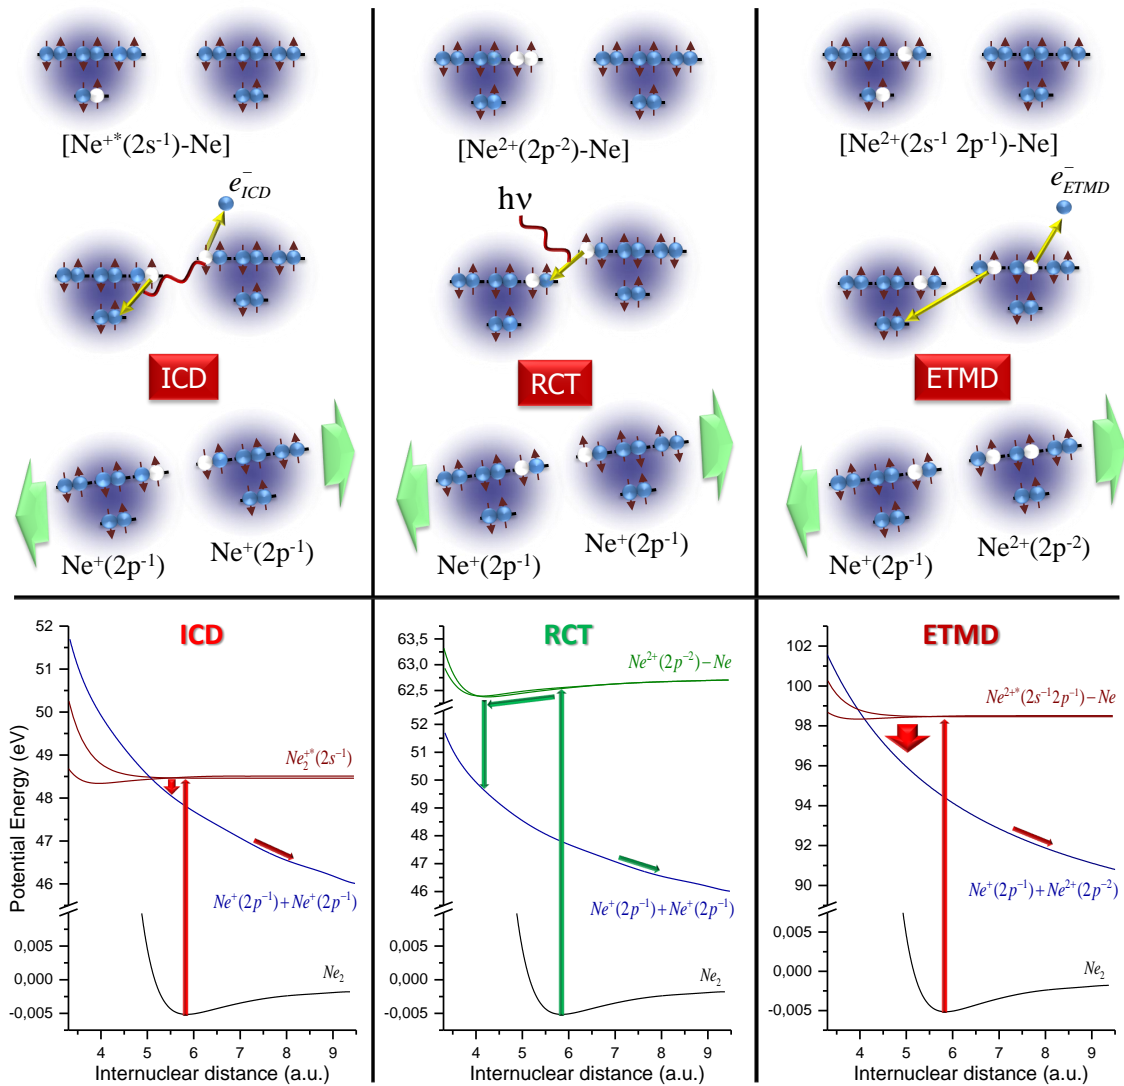 [Ne⁺*(2s⁻¹)-Ne]
e⁻ICD
ICD
Ne⁺(2p⁻¹)
Ne⁺(2p⁻¹)
[Ne²⁺(2p⁻²)-Ne]
hν
RCT
Ne⁺(2p⁻¹)
Ne⁺(2p⁻¹)
[Ne²⁺(2s⁻¹ 2p⁻¹)-Ne]
e⁻ETMD
ETMD
Ne⁺(2p⁻¹)
Ne²⁺(2p⁻²)
ICD
Potential Energy (eV)
52
51
50
49
48
47
46
0,005
0,000
-0,005
Ne₂⁺*(2s⁻¹)
Ne⁺(2p⁻¹)+Ne⁺(2p⁻¹)
Ne₂
4 5 6 7 8 9
Internuclear distance (a.u.)
RCT
63,5
63,0
62,5
52
51
50
49
48
47
46
0,005
0,000
-0,005
Ne²⁺(2p⁻²)−Ne
Ne⁺(2p⁻¹)+Ne⁺(2p⁻¹)
Ne₂
4 5 6 7 8 9
Internuclear distance (a.u.)
ETMD
102
100
98
96
94
92
90
0,005
0,000
-0,005
Ne²⁺*(2s⁻¹2p⁻¹)−Ne
Ne⁺(2p⁻¹)+Ne²⁺(2p⁻²)
Ne₂
4 5 6 7 8 9
Internuclear distance (a.u.)